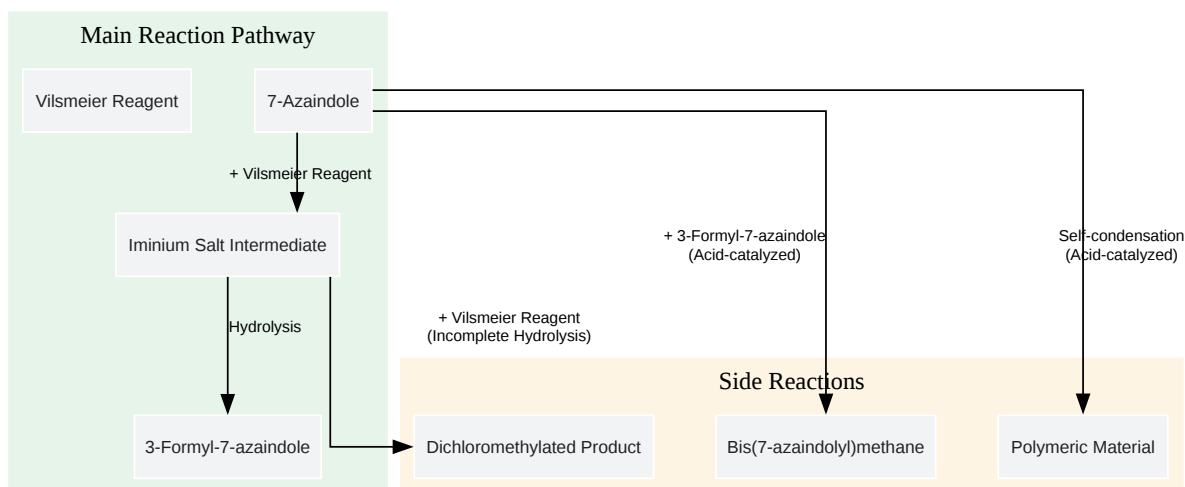 Main Reaction Pathway
Vilsmeier Reagent
7-Azaindole
+ Vilsmeier Reagent
Iminium Salt Intermediate
+ 3-Formyl-7-azaindole
(Acid-catalyzed)
Self-condensation
(Acid-catalyzed)
Hydrolysis
+ Vilsmeier Reagent
(Incomplete Hydrolysis)
Side Reactions
3-Formyl-7-azaindole
Dichloromethylated Product
Bis(7-azaindolyl)methane
Polymeric Material